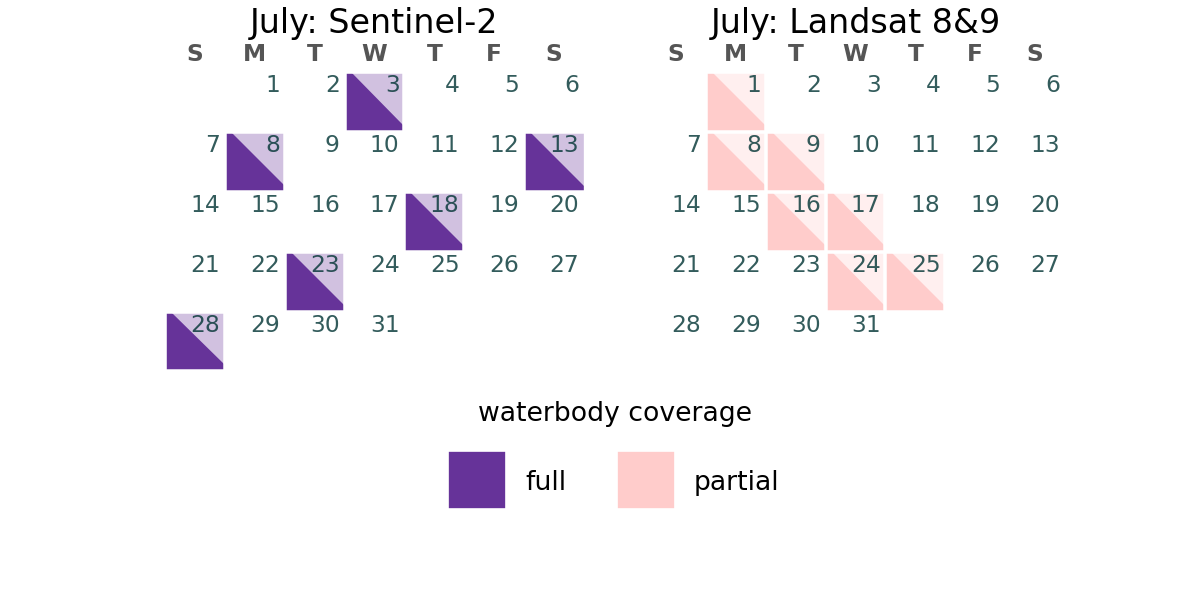 July: Sentinel-2
S M T W T F S
1 2 3 4 5 6
7 8 9 10 11 12 13
14 15 16 17 18 19 20
21 22 23 24 25 26 27
28 29 30 31
July: Landsat 8&9
S M T W T F S
1 2 3 4 5 6
7 8 9 10 11 12 13
14 15 16 17 18 19 20
21 22 23 24 25 26 27
28 29 30 31
waterbody coverage
full
partial